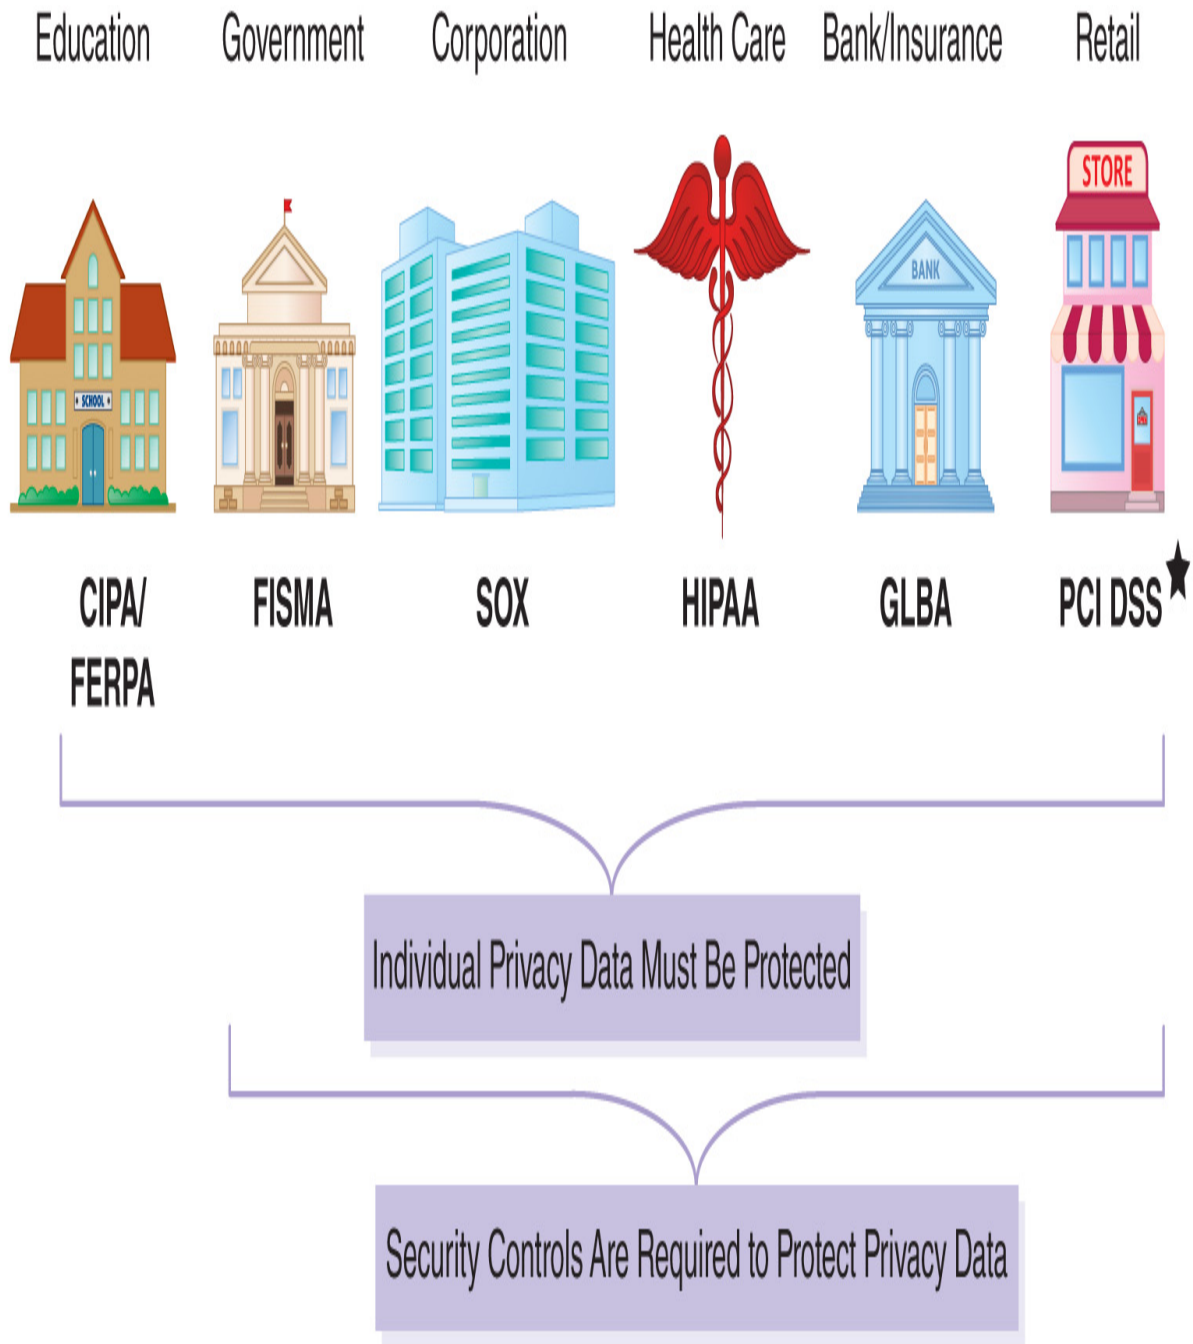 Education Government Corporation Health Care Bank/Insurance Retail
STORE
BANK
SCHOOL
CIPA/ FISMA SOX HIPAA GLBA PCI DSS★
FERPA
Individual Privacy Data Must Be Protected
Security Controls Are Required to Protect Privacy Data